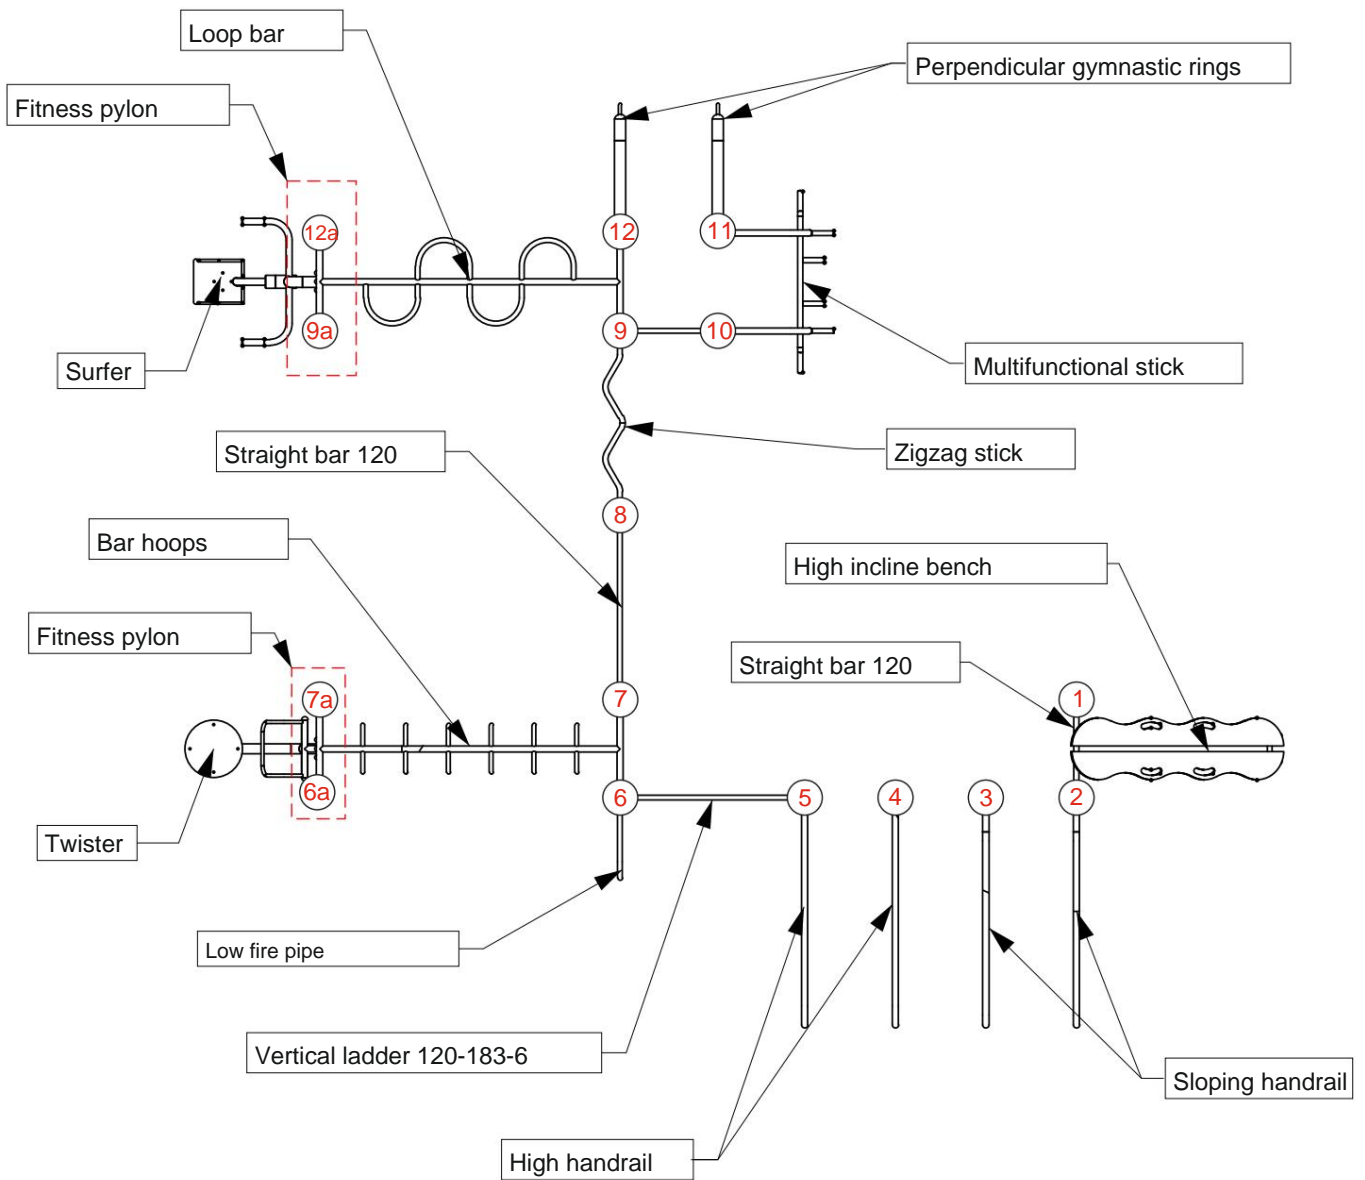 Loop bar
Perpendicular gymnastic rings
Fitness pylon
12a
12
11
9a
9
10
Surfer
Multifunctional stick
Straight bar 120
Zigzag stick
8
Bar hoops
High incline bench
Fitness pylon
Straight bar 120
7a
7
1
6a
6
5
4
3
2
Twister
Low fire pipe
Vertical ladder 120-183-6
Sloping handrail
High handrail